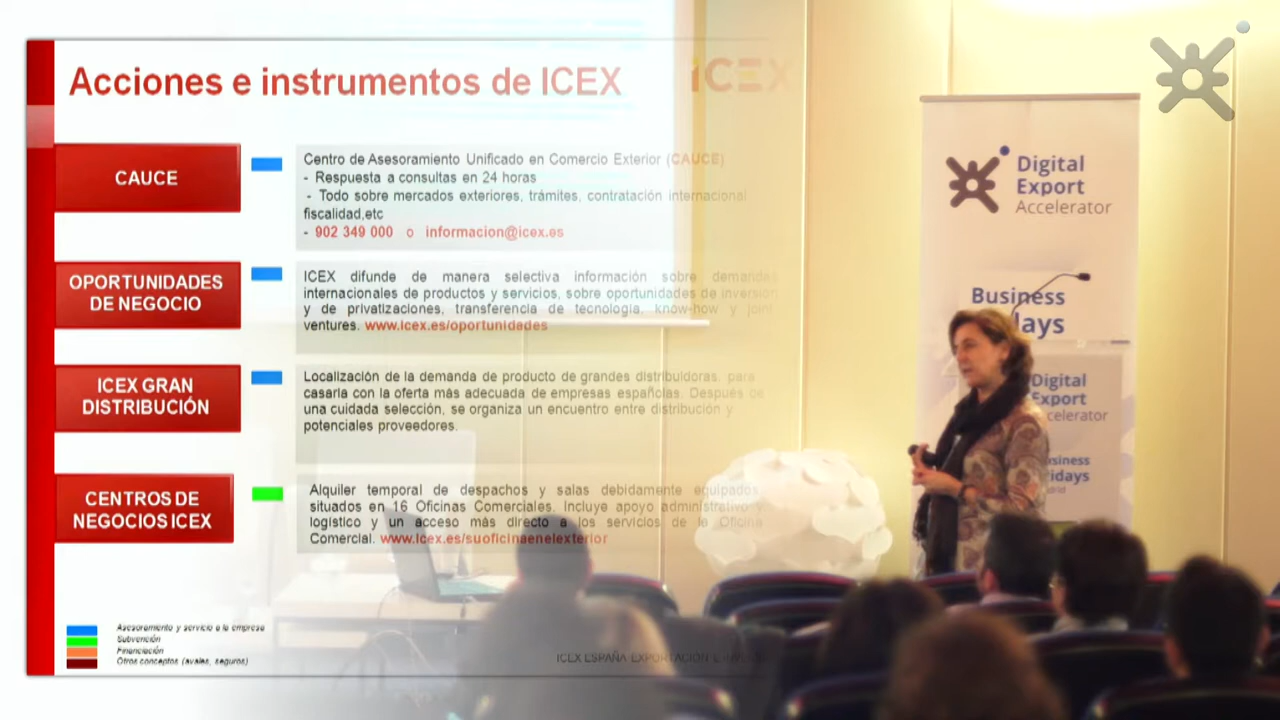 Acciones e instrumentos de ICEX
ICEX
CAUCE
Centro de Asesoramiento Unificado en Comercio Exterior (CAUCE)
- Respuesta a consultas en 24 horas
- Todo sobre mercados exteriores, trámites, contratación internacional
fiscalidad,etc
- 902 349 000 o informacion@icex.es
OPORTUNIDADES
DE NEGOCIO
ICEX difunde de manera selectiva información sobre demandas
internacionales de productos y servicios, sobre oportunidades de inversión
y de privatizaciones, transferencia de tecnología, know-how y joint
ventures. www.icex.es/oportunidades
ICEX GRAN
DISTRIBUCIÓN
Localización de la demanda de producto de grandes distribuidoras, para
casarla con la oferta más adecuada de empresas españolas. Después de
una cuidada selección, se organiza un encuentro entre distribución y
potenciales proveedores.
CENTROS DE
NEGOCIOS ICEX
Alquiler temporal de despachos y salas debidamente equipados
situados en 16 Oficinas Comerciales. Incluye apoyo administrativo y
logístico y un acceso más directo a los servicios de la Oficina
Comercial. www.icex.es/suoficinaenelexterior
Asesoramiento y servicio a la empresa
Subvención
Financiación
Otros conceptos (avales, seguros)
ICEX ESPAÑA EXPORTACIÓN E
Digital
Export
Accelerator
Business
days
Digital
Export
ccelerator
usiness
ridays
drid